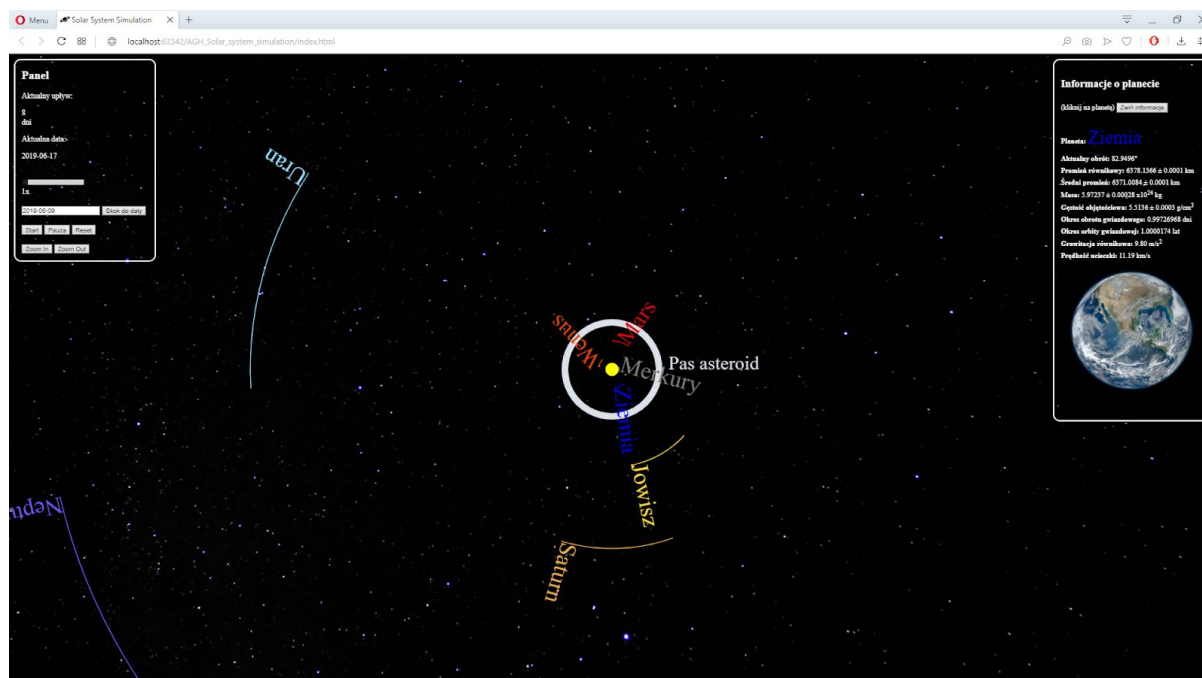 Menu
Solar System Simulation
localhost:63342/AGH_Solar_system_simulation/index.html
Panel
Aktualny upływ:
8
dni
Aktualna data:
2019-06-17
1x
2019-06-09 Skok do daty
Start Pauza Reset
Zoom In Zoom Out
Uran
Neptu
Wenus
Mars
Merkury
Pas asteroid
Ziemia
Jowisz
Saturn
Informacje o planecie
(kliknij na planetę) Zwiń informacje
Planeta: Ziemia
Aktualny obrót: 82.9496°
Promień równikowy: 6378.1366 ± 0.0001 km
Średni promień: 6371.0084 ± 0.0001 km
Masa: 5.97237 ± 0.00028 x10²⁴ kg
Gęstość objętościowa: 5.5136 ± 0.0003 g/cm³
Okres obrotu gwiazdowego: 0.99726968 dni
Okres orbity gwiazdowej: 1.0000174 lat
Grawitacja równikowa: 9.80 m/s²
Prędkość ucieczki: 11.19 km/s